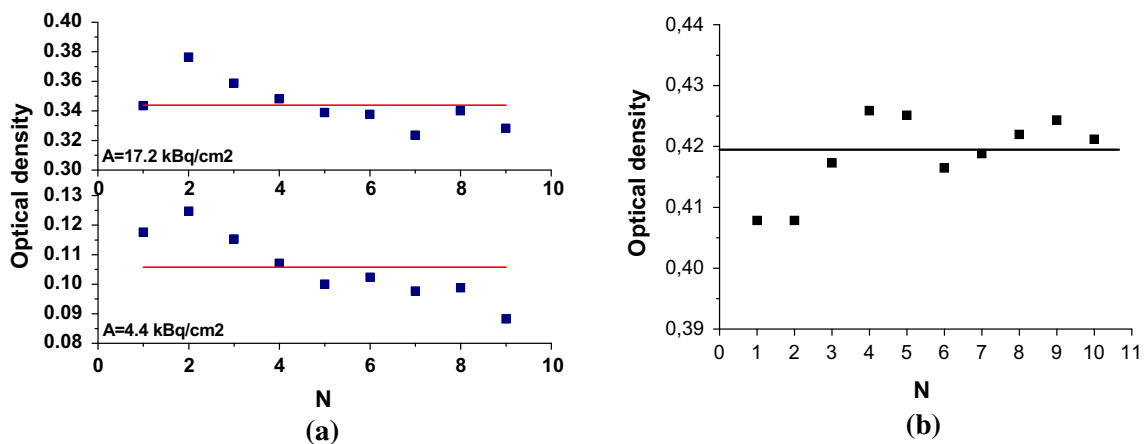 0.40
0.38
0.36
0.34
0.32
0.30
A=17.2 kBq/cm2
0 2 4 6 8 10
0.13
0.12
0.11
0.10
0.09
0.08
A=4.4 kBq/cm2
0 2 4 6 8 10
Optical density
N
(a)
0,44
0,43
0,42
0,41
0,40
0,39
Optical density
0 1 2 3 4 5 6 7 8 9 10 11
N
(b)